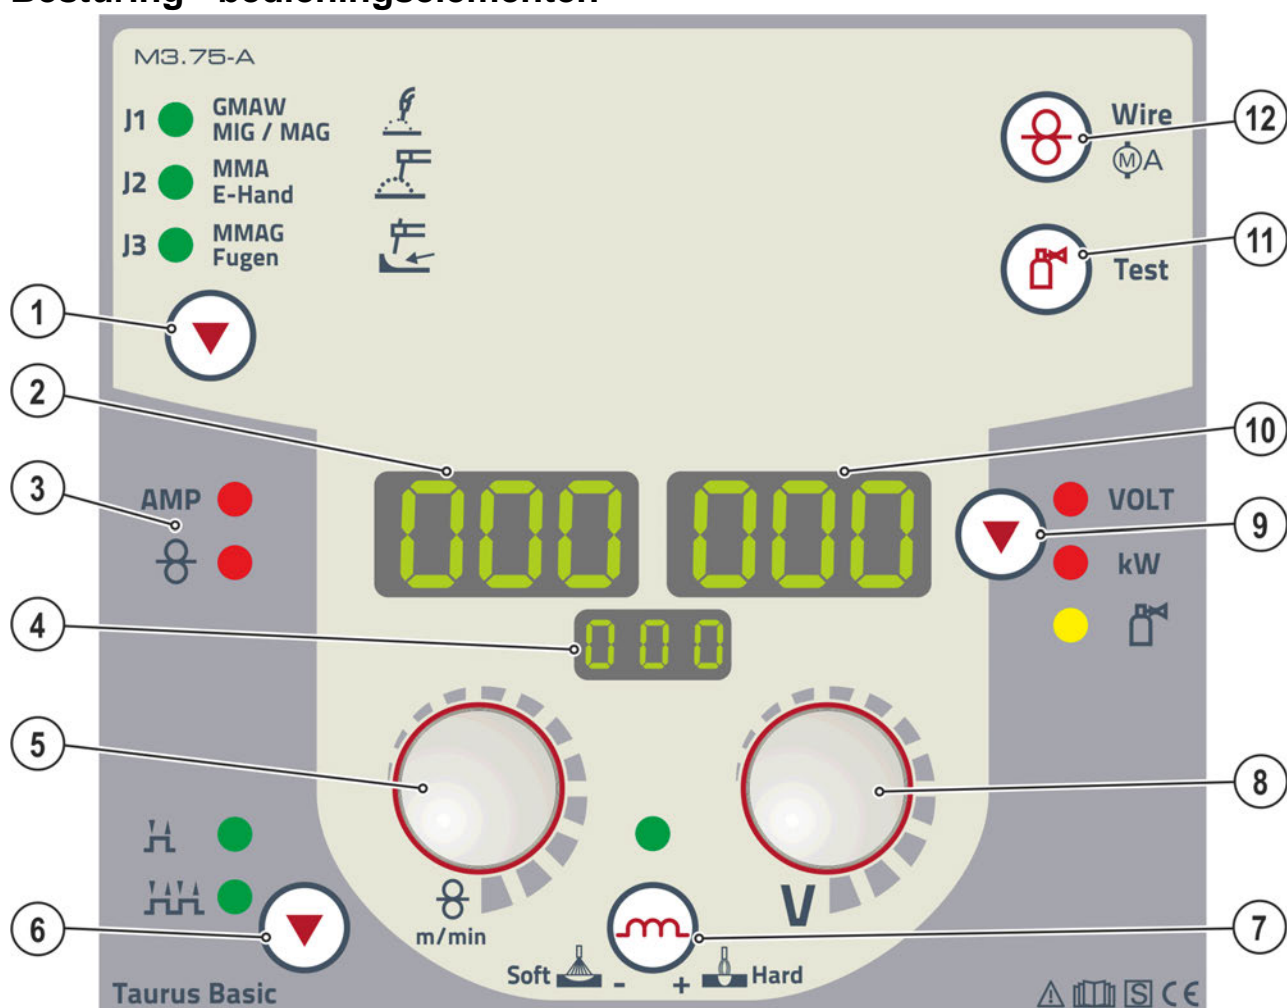 Besturing - bedieningselementen
M3.75-A
J1 GMAW
MIG / MAG
J2 MMA
E-Hand
J3 MMAG
Fugen
Wire
M A
Test
12
11
1
2
3
4
5
6
10
9
8
7
AMP
000
000
VOLT
kW
000
m/min
V
Soft - + Hard
Taurus Basic
S CE